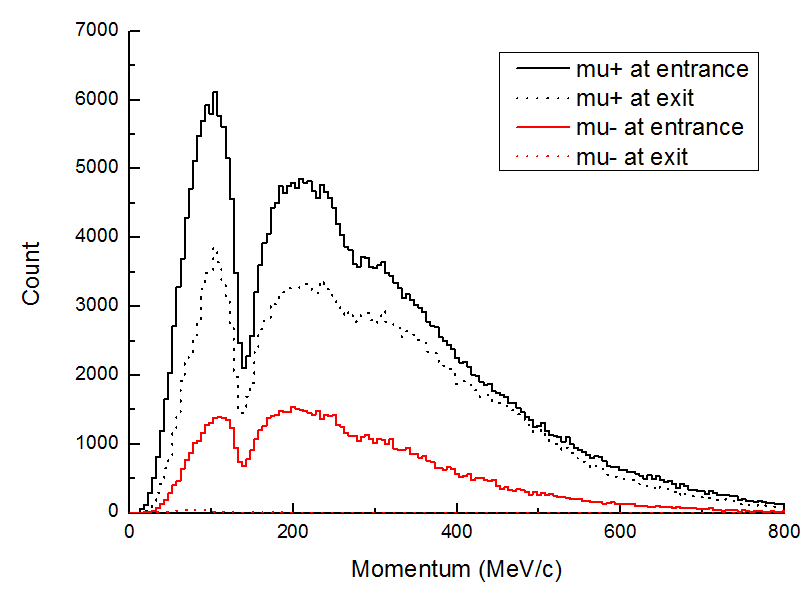 7000
6000
5000
4000
3000
2000
1000
0
Count
mu+ at entrance
mu+ at exit
mu- at entrance
mu- at exit
0 200 400 600 800
Momentum (MeV/c)